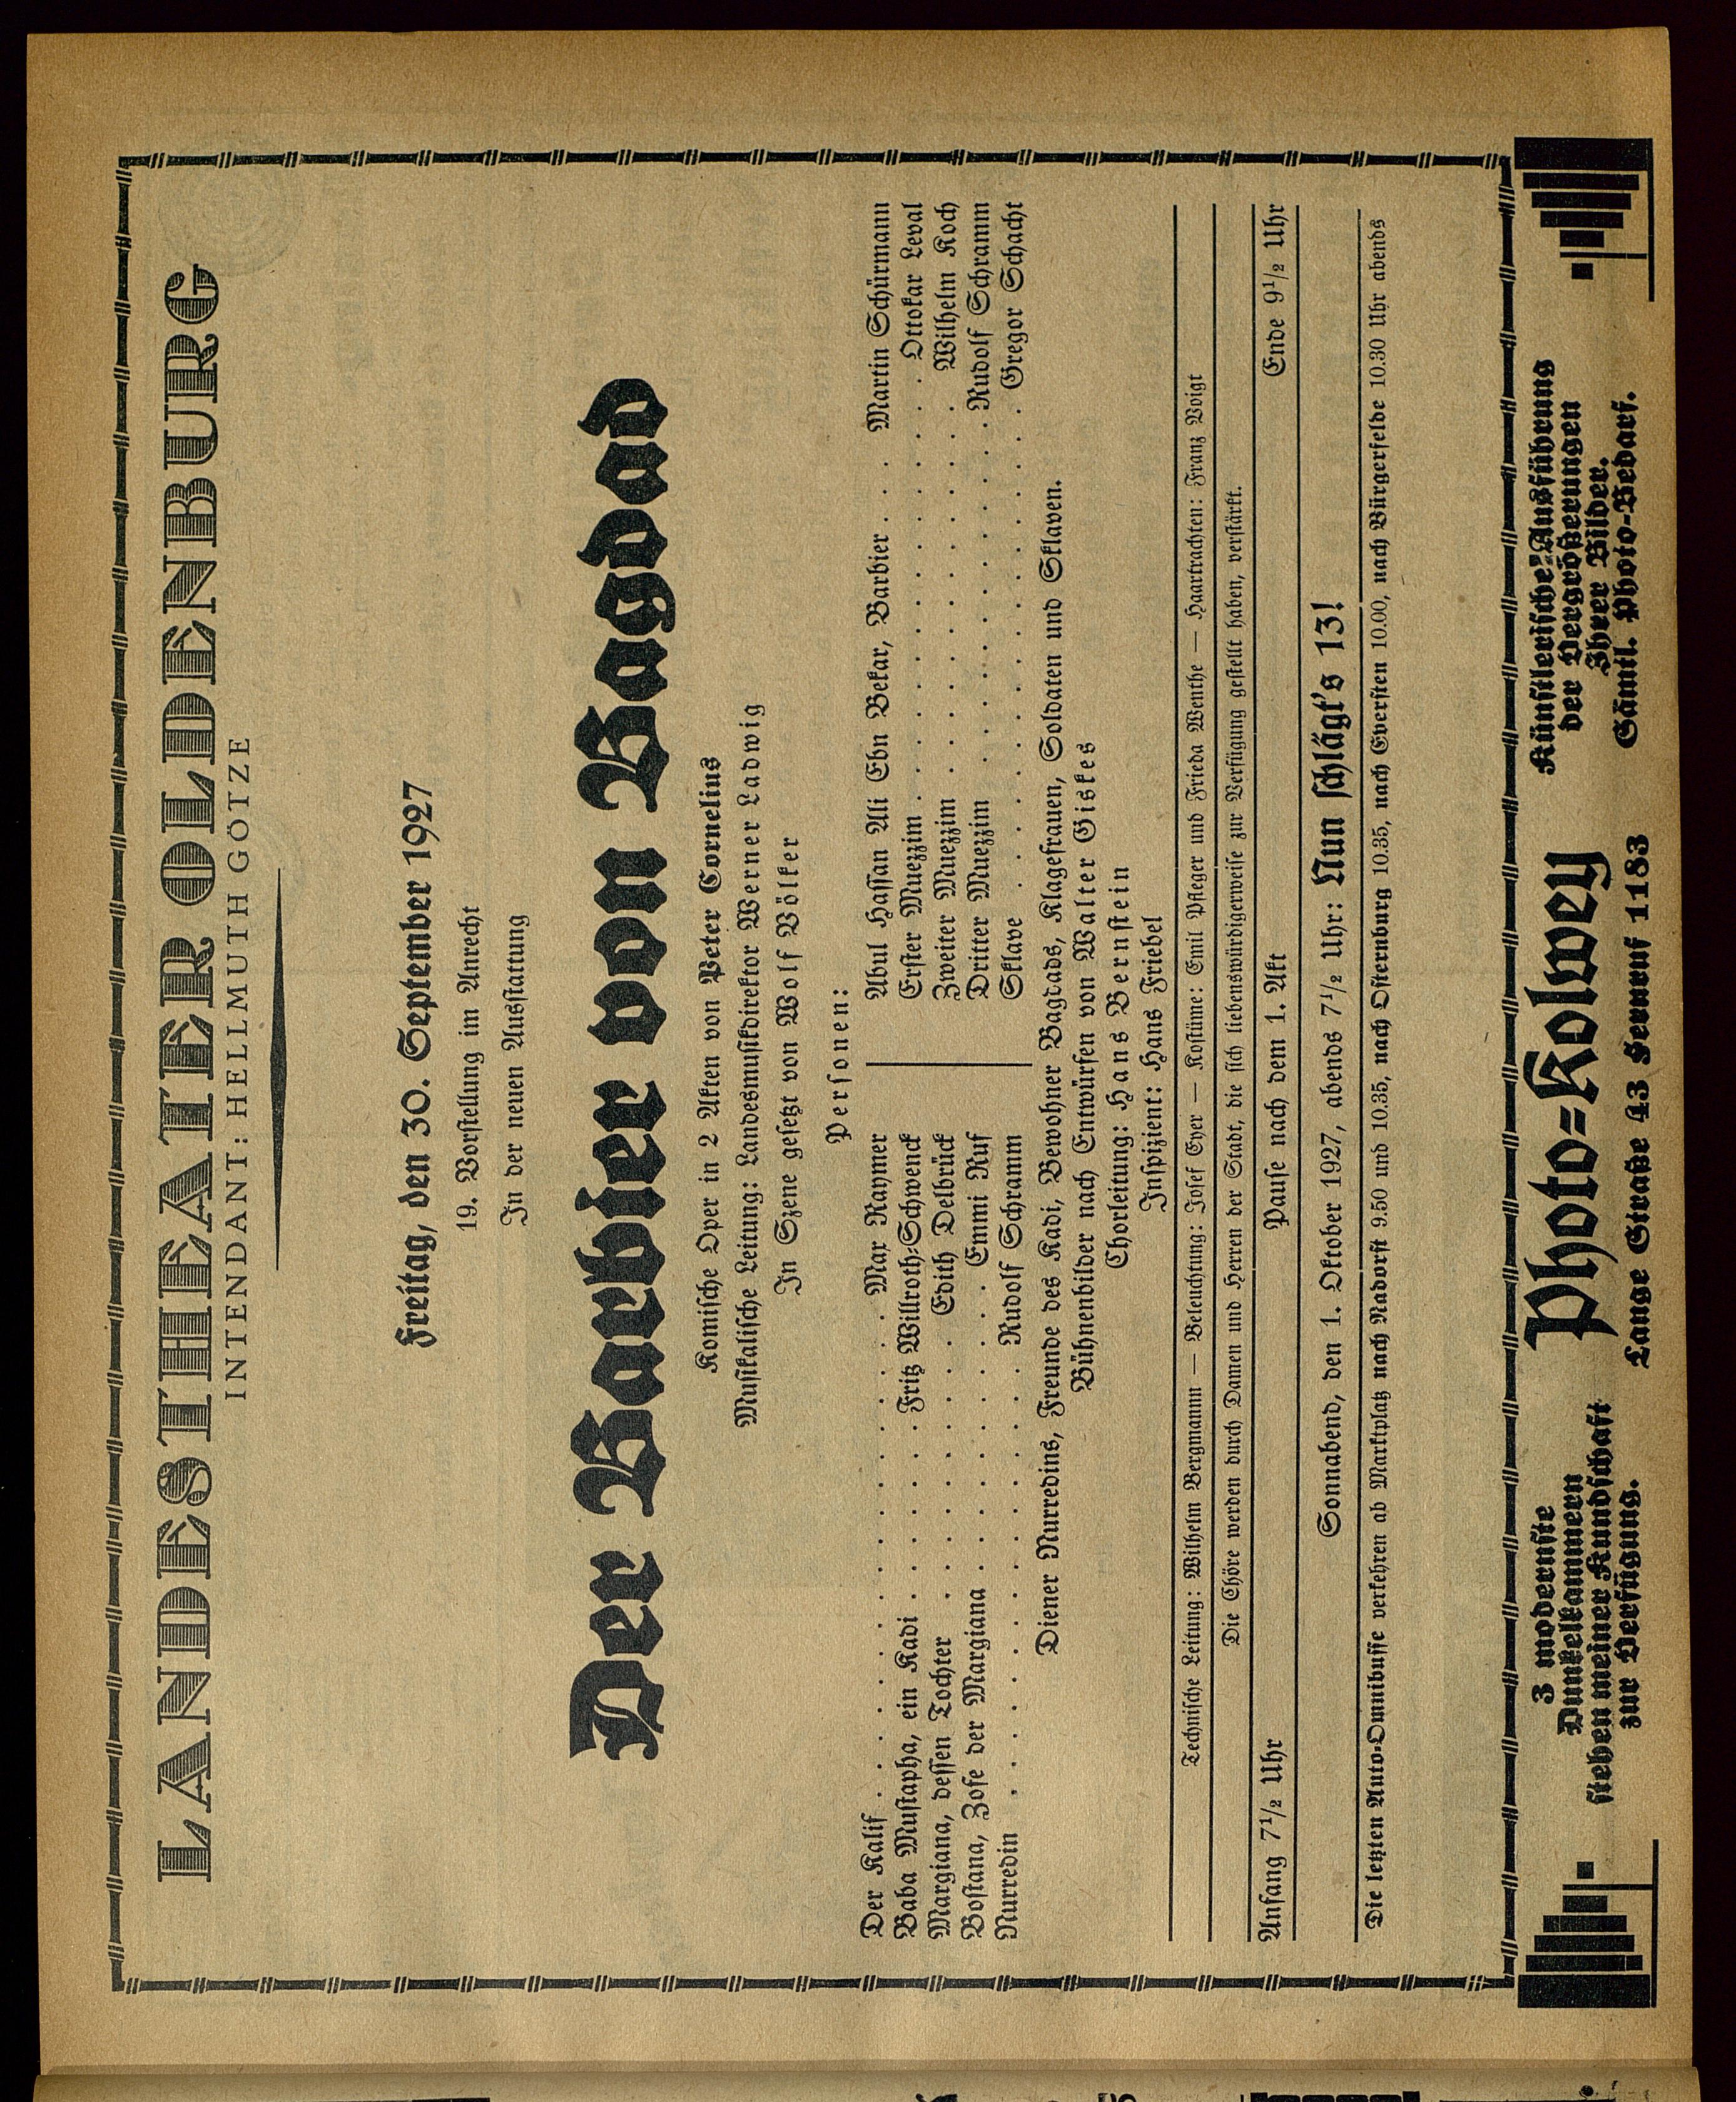 LANDESTHEATER OLDENBURG
INTENDANT: HELLMUTH GÖTZE
Freitag, den 30. September 1927
19. Vorstellung im Anrecht
In der neuen Ausstattung
Der Barbier von Bagdad
Komische Oper in 2 Akten von Peter Cornelius
Musikalische Leitung: Landesmusikdirektor Werner Ladwig
In Szene gesetzt von Wolf Völker
Personen:
Der Kalif . . . . . . . . . . . Max Raymer
Baba Mustapha, ein Kadi . . . . . Fritz Willroth-Schwenck
Margiana, dessen Tochter . . . . . . . Edith Delbrück
Bostana, Zofe der Margiana . . . . . . . . Emmi Ruf
Nurredin . . . . . . . . . . . Rudolf Schramm
Abul Hassan Ali Ebn Bekar, Barbier . . . Martin Schürmann
Erster Muezzim . . . . . . . . . . Ottokar Leval
Zweiter Muezzim . . . . . . . . . . Wilhelm Koch
Dritter Muezzim . . . . . . . . . . Rudolf Schramm
Sklave . . . . . . . . . . . . Gregor Schacht
Diener Nurredins, Freunde des Kadi, Bewohner Bagdads, Klagefrauen, Soldaten und Sklaven.
Bühnenbilder nach Entwürfen von Walter Giskes
Chorleitung: Hans Bernstein
Inspizient: Hans Friebel
Technische Leitung: Wilhelm Bergmann — Beleuchtung: Josef Eyer — Kostüme: Emil Pfleger und Frieda Wenthe — Haartrachten: Franz Voigt
Die Chöre werden durch Damen und Herren der Stadt, die sich liebenswürdigerweise zur Verfügung gestellt haben, verstärkt.
Anfang 7½ Uhr Pause nach dem 1. Akt Ende 9½ Uhr
Sonnabend, den 1. Oktober 1927, abends 7½ Uhr: Nun schlägt's 13!
Die letzten Auto-Omnibusse verkehren ab Marktplatz nach Nadorst 9.50 und 10.35, nach Osternburg 10.35, nach Eversten 10.00, nach Bürgerfelde 10.30 Uhr abends
3 modernste
Dunkelkammern
stehen meiner Kundschaft
zur Verfügung.
Photo-Kolwey
Lange Straße 43 Fernruf 1183
Künstlerische Ausführung
der Vergrößerungen
Ihrer Bilder.
Sämtl. Photo-Bedarf.